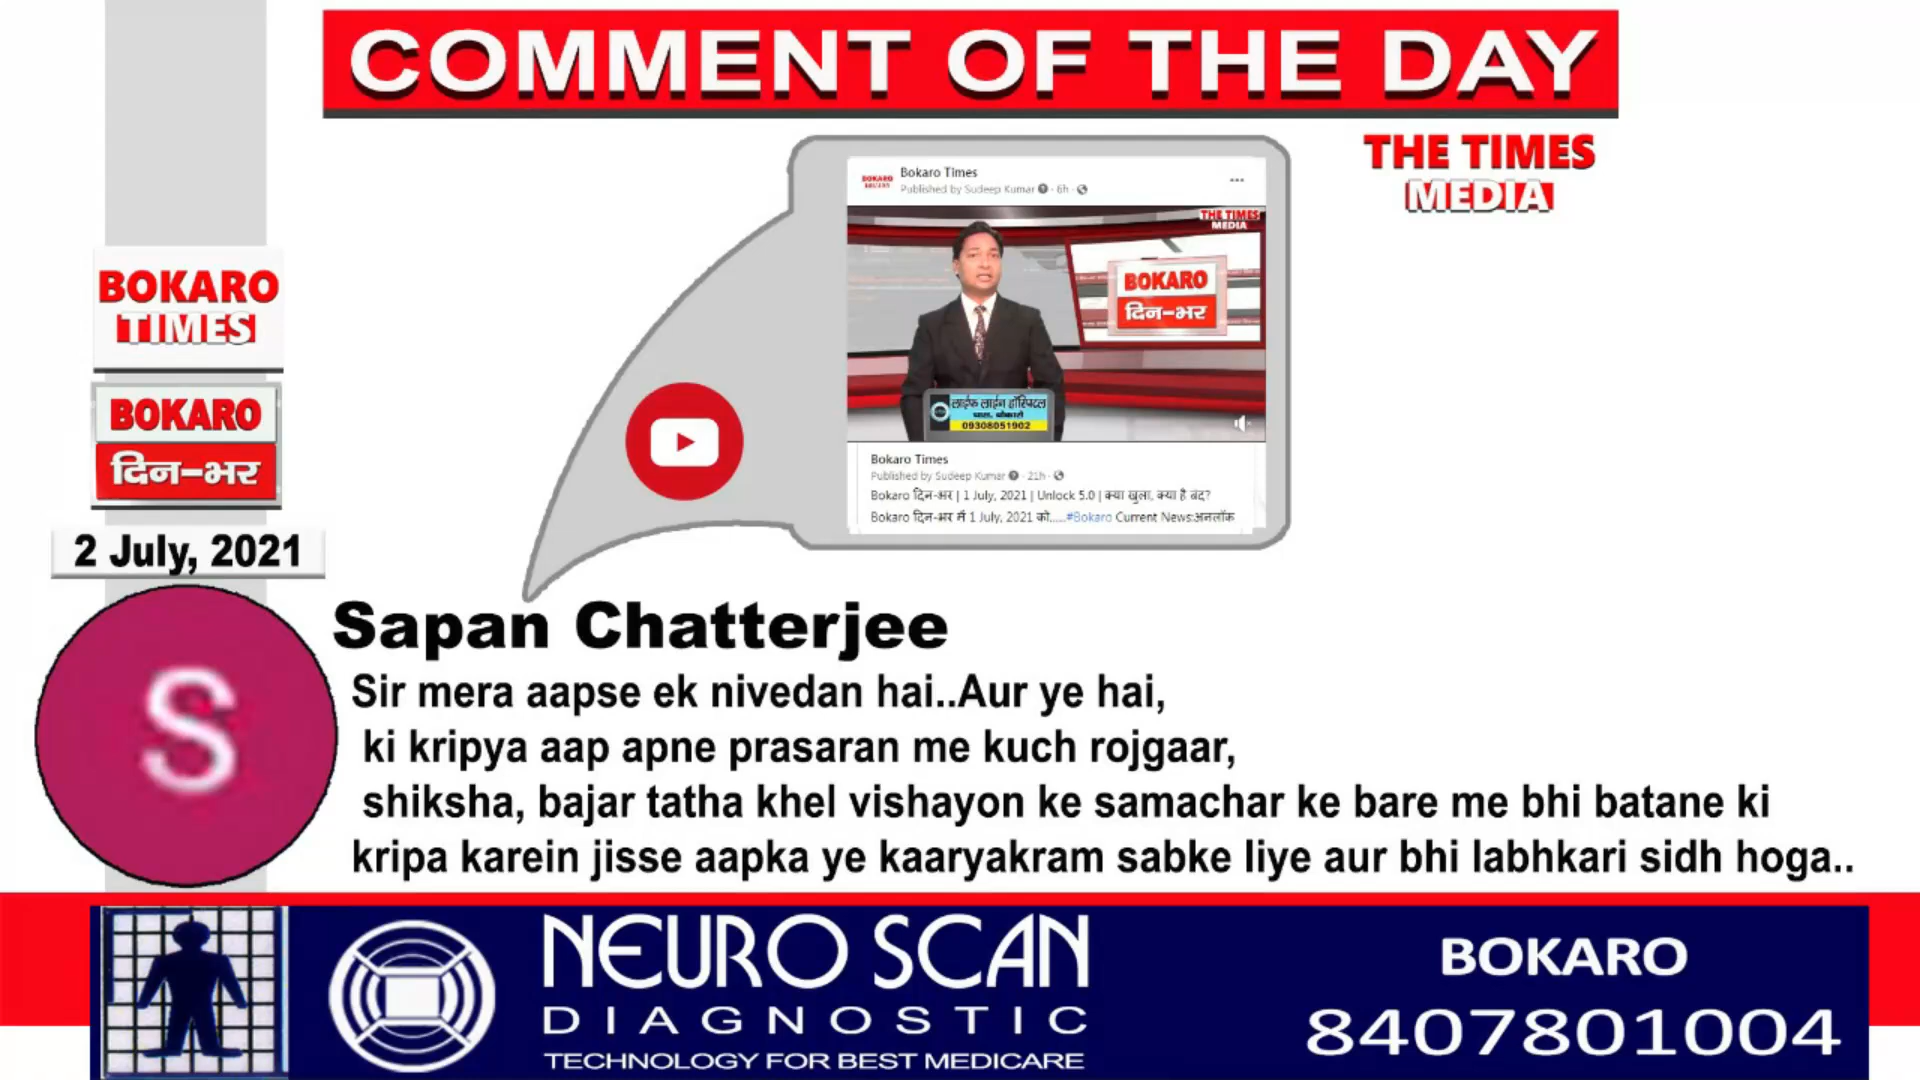 COMMENT OF THE DAY
THE TIMES
MEDIA
Bokaro Times
Published by Sudeep Kumar · 6h ·
THE TIMES
MEDIA
BOKARO
दिन-भर
लाईफ लाईन हॉस्पिटल
चास, बोकारो
09308051902
Bokaro Times
Published by Sudeep Kumar · 21h ·
Bokaro दिन-भर | 1 July, 2021 | Unlock 5.0 | क्या खुला, क्या है बंद?
Bokaro दिन-भर में 1 July, 2021 को.....#Bokaro Current News:अनलॉक
BOKARO
TIMES
BOKARO
दिन-भर
2 July, 2021
S
Sapan Chatterjee
Sir mera aapse ek nivedan hai..Aur ye hai,
ki kripya aap apne prasaran me kuch rojgaar,
shiksha, bajar tatha khel vishayon ke samachar ke bare me bhi batane ki
kripa karein jisse aapka ye kaaryakram sabke liye aur bhi labhkari sidh hoga..
NEURO SCAN
DIAGNOSTIC
TECHNOLOGY FOR BEST MEDICARE
BOKARO
8407801004